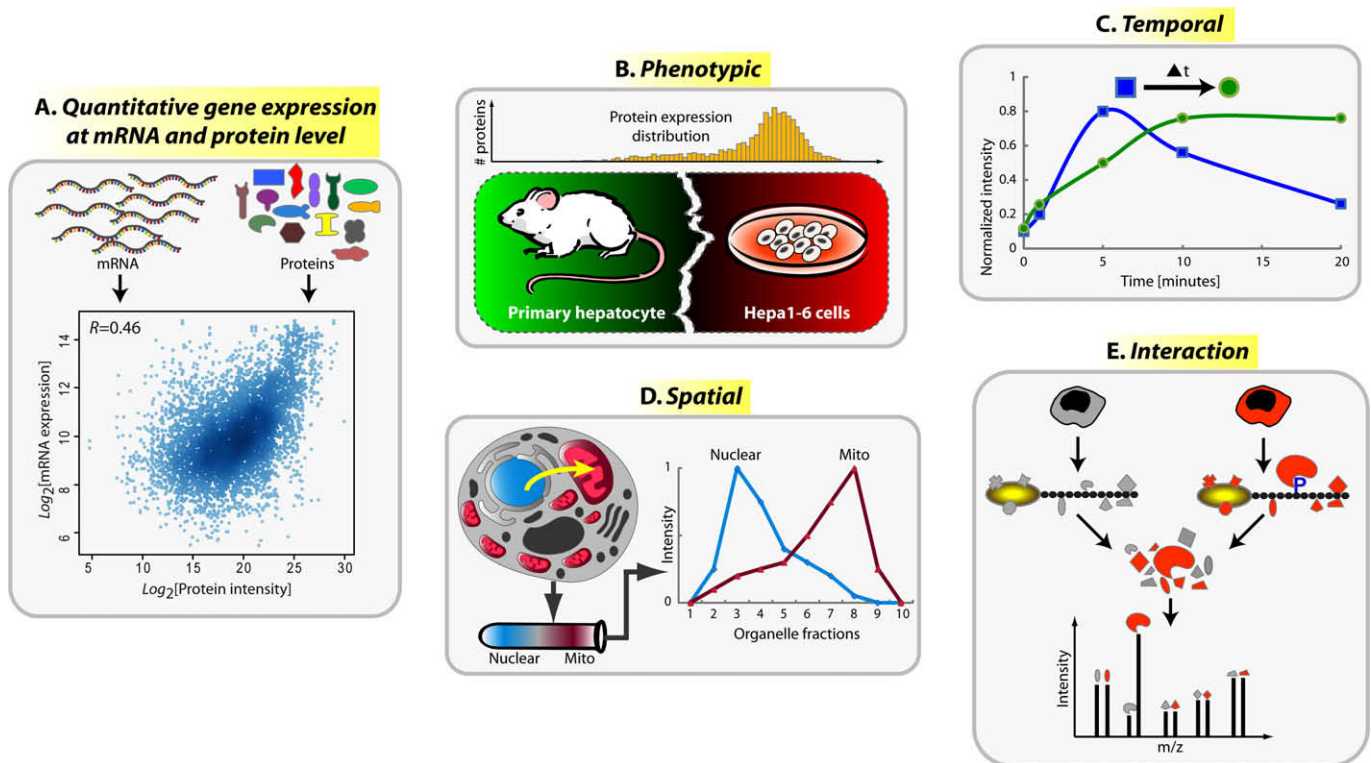 A. Quantitative gene expression
at mRNA and protein level
mRNA
Proteins
R=0.46
Log2[mRNA expression]
14
12
10
8
6
5 10 15 20 25 30
Log2[Protein intensity]
B. Phenotypic
# proteins
Protein expression
distribution
Primary hepatocyte
Hepa1-6 cells
C. Temporal
Δt
Normalized intensity
1
0.8
0.6
0.4
0.2
0
0 5 10 15 20
Time [minutes]
D. Spatial
Nuclear Mito
Nuclear
Mito
Intensity
1
0
1 2 3 4 5 6 7 8 9 10
Organelle fractions
E. Interaction
P
Intensity
m/z